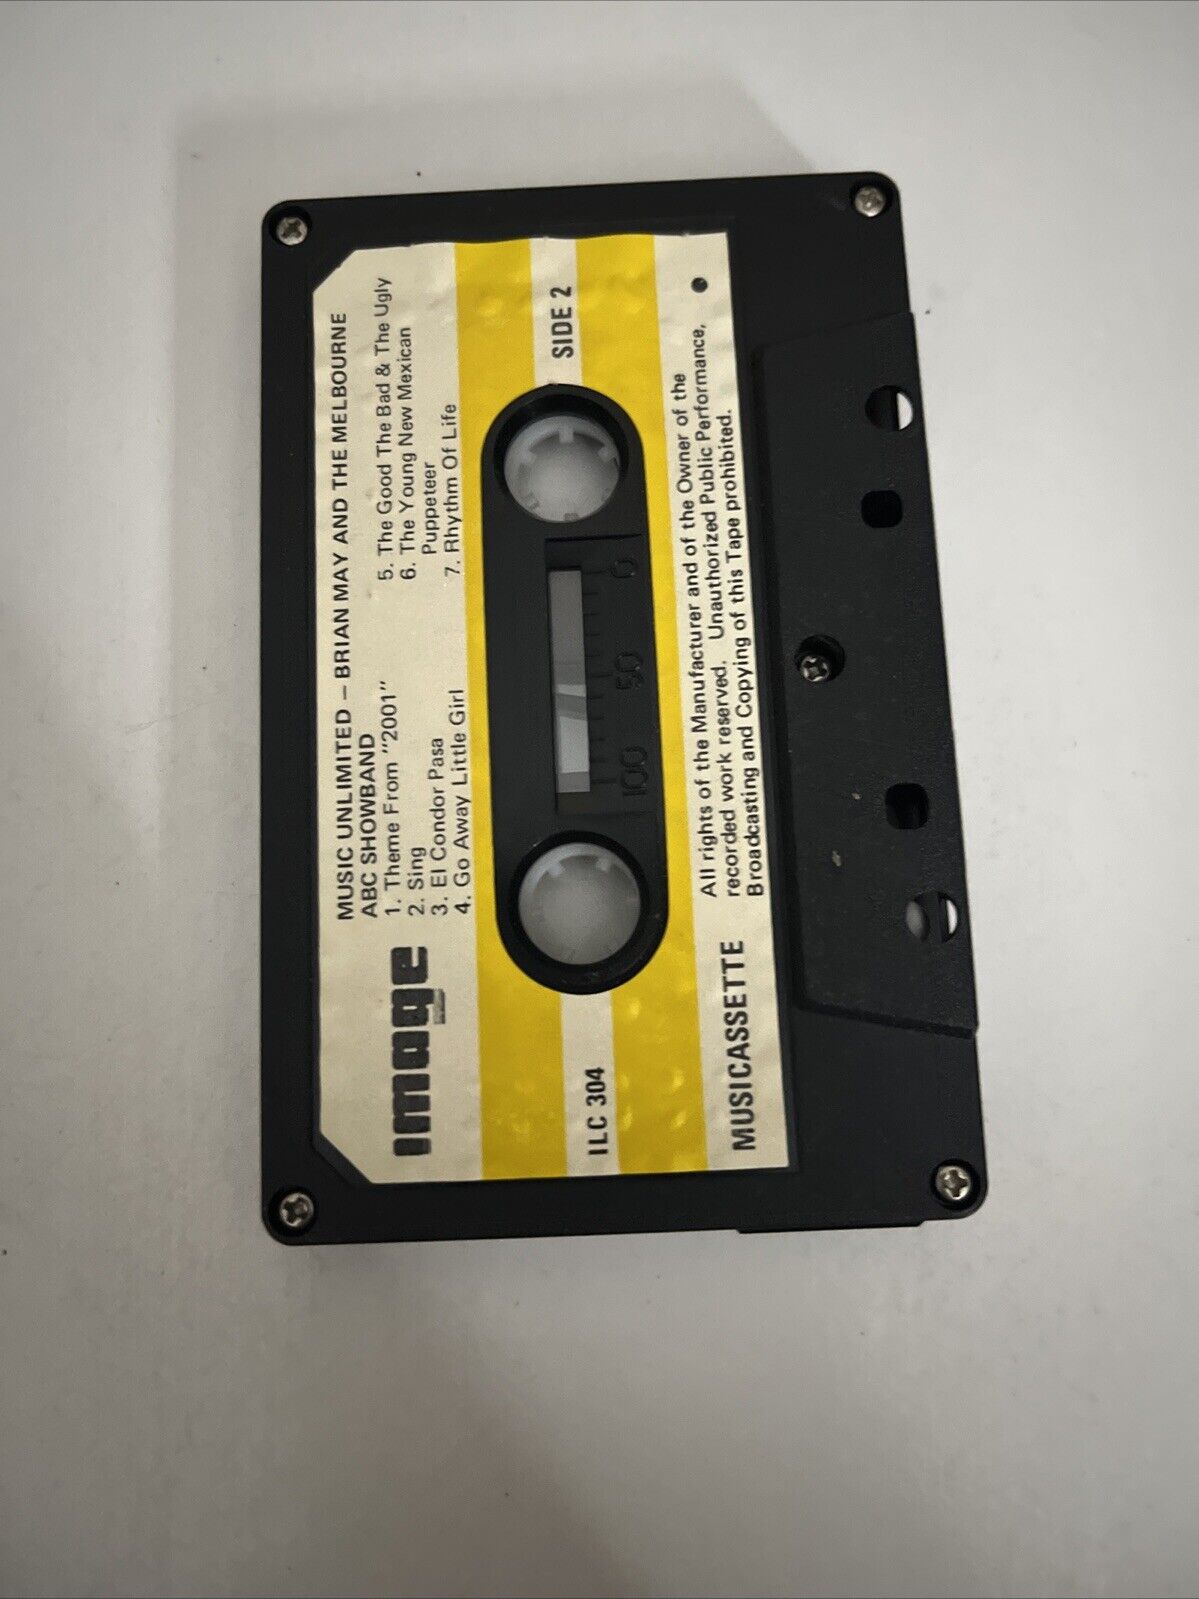 MUSIC UNLIMITED – BRIAN MAY AND THE MELBOURNE
ABC SHOWBAND
1. Theme From "2001"
2. Sing
3. El Condor Pasa
4. Go Away Little Girl
5. The Good The Bad & The Ugly
6. The Young New Mexican
Puppeteer
7. Rhythm Of Life
image
ILC 304
SIDE 2
100 50 0
MUSICASSETTE
All rights of the Manufacturer and of the Owner of the
recorded work reserved. Unauthorized Public Performance,
Broadcasting and Copying of this Tape prohibited.